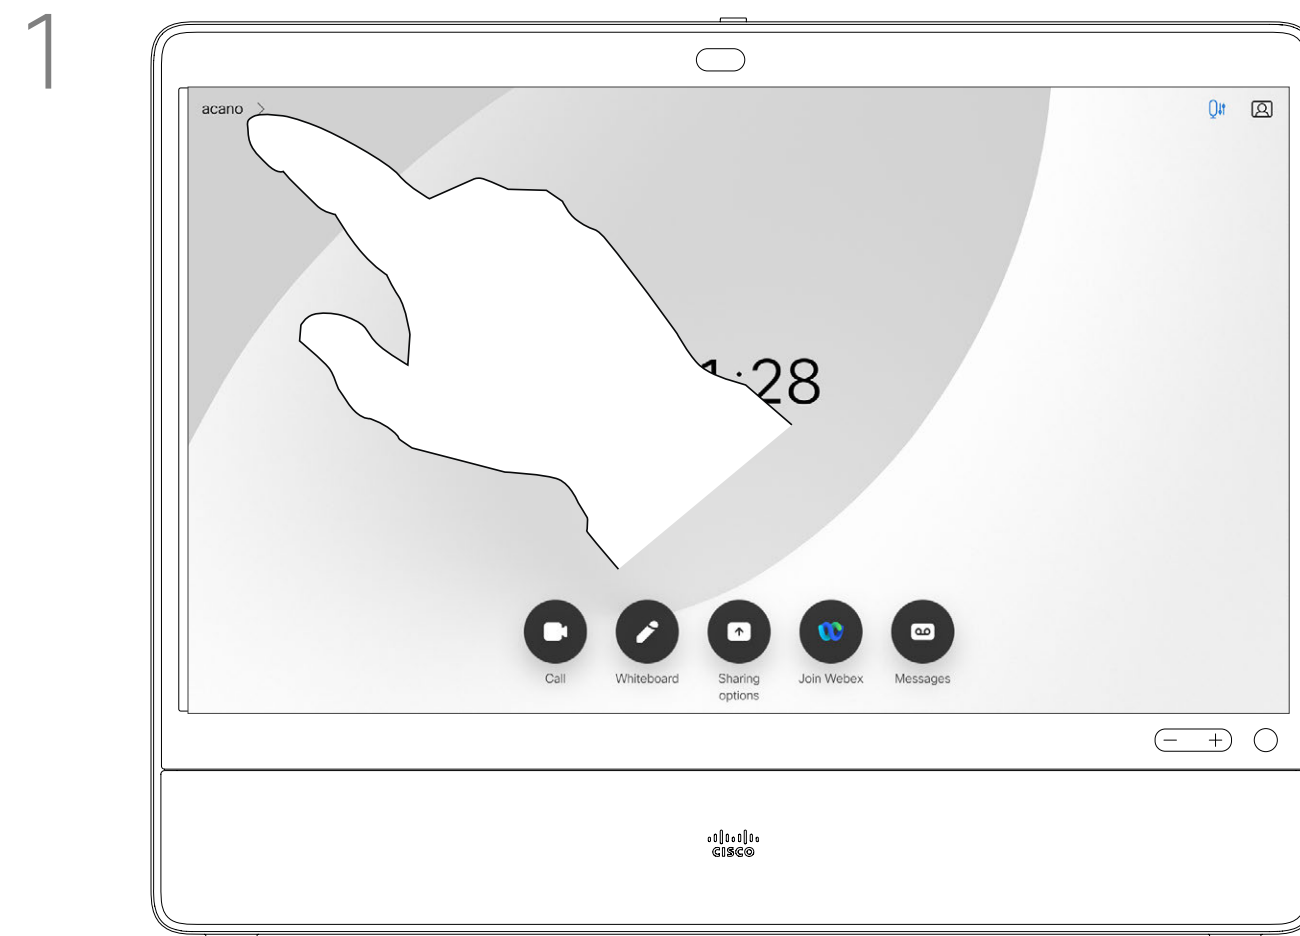 1
acano
:28
Call
Whiteboard
Sharing
options
Join Webex
Messages
CISCO